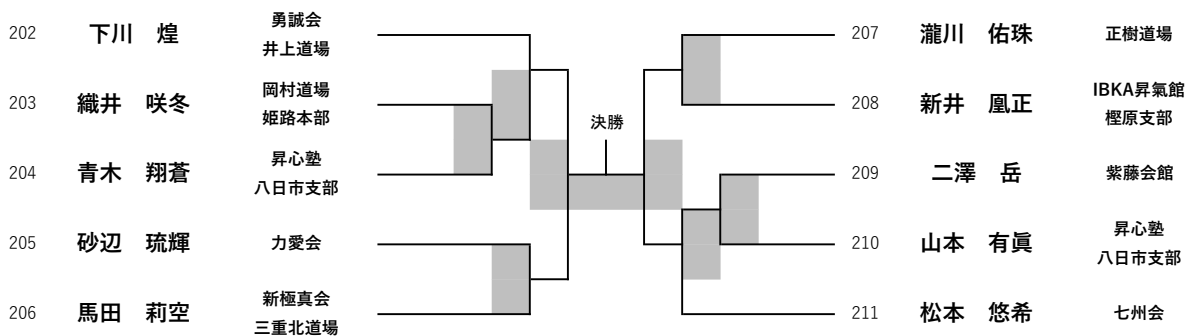 202 下川　煌 勇誠会
井上道場
203 織井　咲冬 岡村道場
姫路本部
204 青木　翔蒼 昇心塾
八日市支部
205 砂辺　琉輝 力愛会
206 馬田　莉空 新極真会
三重北道場
決勝
207 瀧川　佑珠 正樹道場
208 新井　凰正 IBKA昇氣館
樫原支部
209 二澤　岳 紫藤会館
210 山本　有眞 昇心塾
八日市支部
211 松本　悠希 七州会